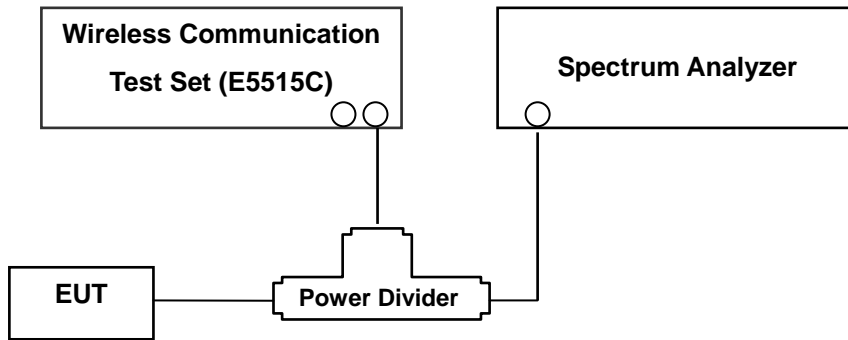 Wireless Communication
Test Set (E5515C)
Spectrum Analyzer
EUT
Power Divider